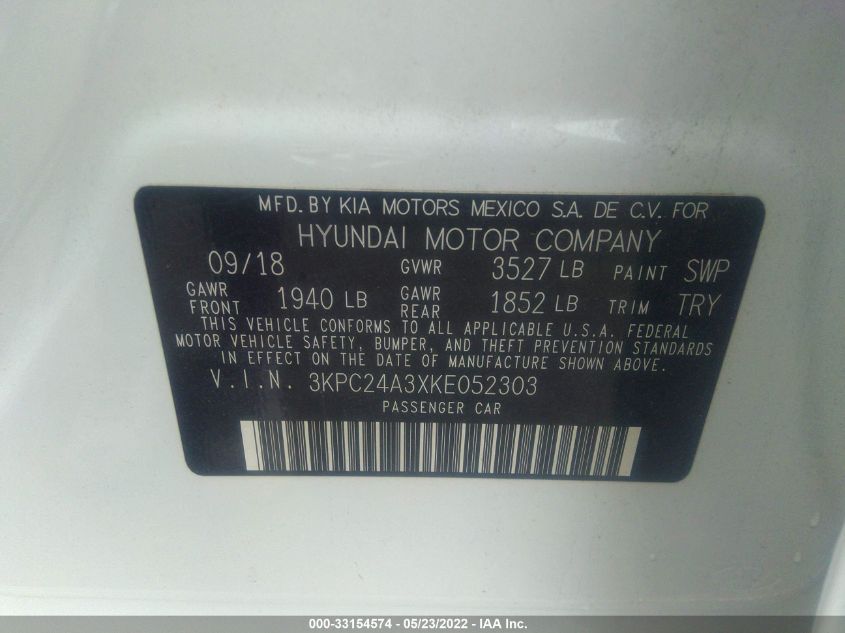 MFD. BY KIA MOTORS MEXICO S.A. DE C.V. FOR
HYUNDAI MOTOR COMPANY
09/18 GVWR 3527 LB PAINT SWP
GAWR FRONT 1940 LB GAWR REAR 1852 LB TRIM TRY
THIS VEHICLE CONFORMS TO ALL APPLICABLE U.S.A. FEDERAL
MOTOR VEHICLE SAFETY, BUMPER, AND THEFT PREVENTION STANDARDS
IN EFFECT ON THE DATE OF MANUFACTURE SHOWN ABOVE.
V.I.N. 3KPC24A3XKE052303
PASSENGER CAR
000-33154574 - 05/23/2022 - IAA Inc.